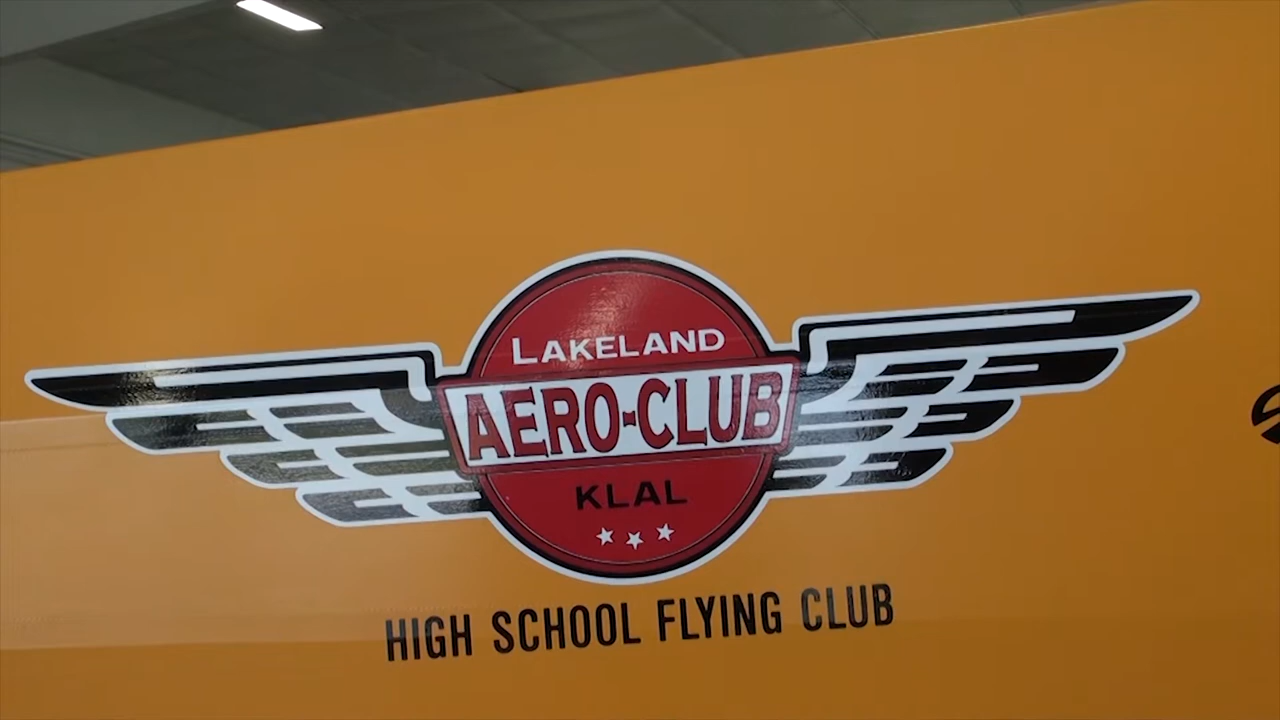 LAKELAND
AERO-CLUB
KLAL
HIGH SCHOOL FLYING CLUB